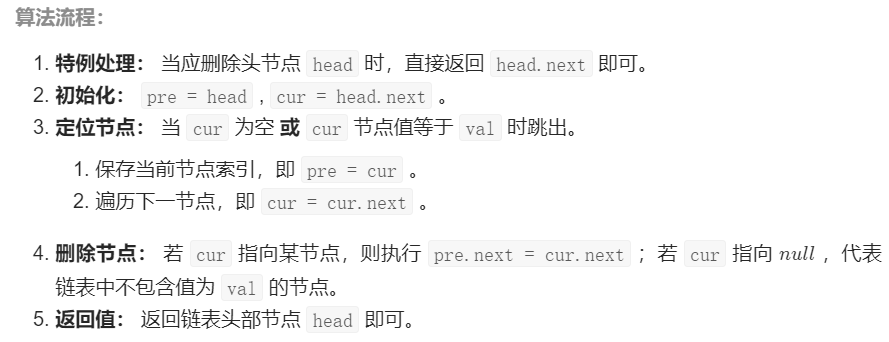 算法流程：
1. 特例处理： 当应删除头节点 head 时，直接返回 head.next 即可。
2. 初始化： pre = head , cur = head.next 。
3. 定位节点： 当 cur 为空 或 cur 节点值等于 val 时跳出。
1. 保存当前节点索引，即 pre = cur 。
2. 遍历下一节点，即 cur = cur.next 。
4. 删除节点： 若 cur 指向某节点，则执行 pre.next = cur.next ；若 cur 指向 null ，代表
链表中不包含值为 val 的节点。
5. 返回值： 返回链表头部节点 head 即可。